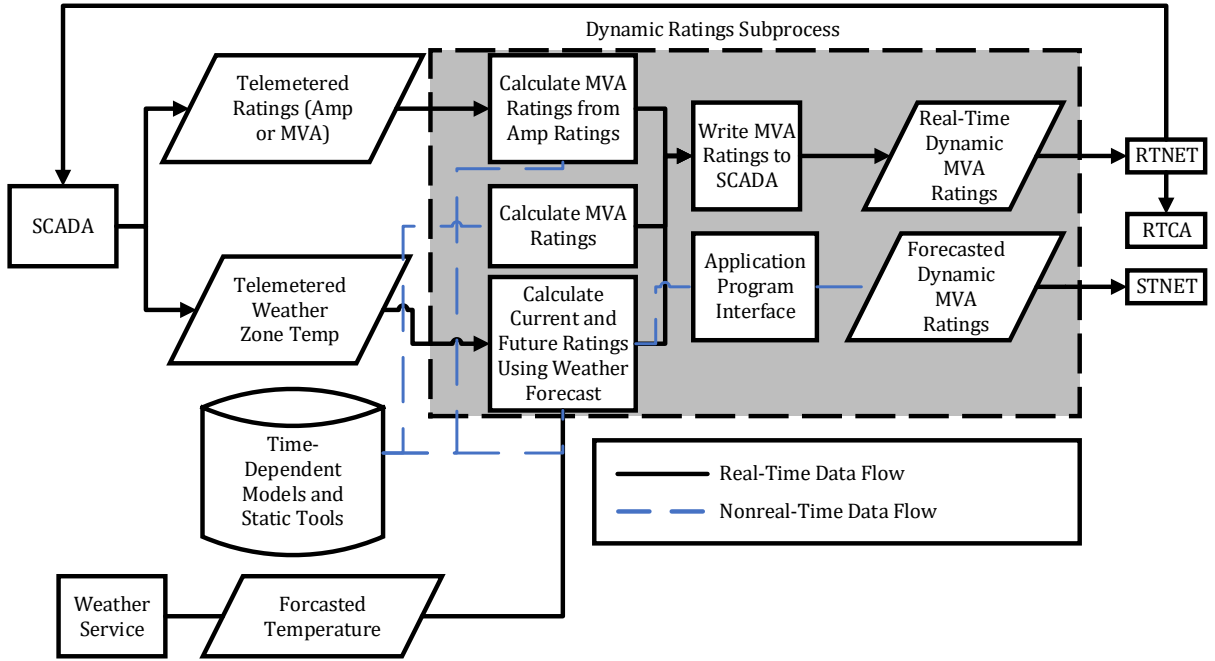 Dynamic Ratings Subprocess
Telemetered
Ratings (Amp
or MVA)
Calculate MVA
Ratings from
Amp Ratings
Write MVA
Ratings to
SCADA
Real-Time
Dynamic
MVA
Ratings
RTNET
SCADA
Calculate MVA
Ratings
RTCA
Telemetered
Weather
Zone Temp
Calculate
Current and
Future Ratings
Using Weather
Forecast
Application
Program
Interface
Forecasted
Dynamic
MVA
Ratings
STNET
Time-
Dependent
Models and
Static Tools
Real-Time Data Flow
Nonreal-Time Data Flow
Weather
Service
Forcasted
Temperature